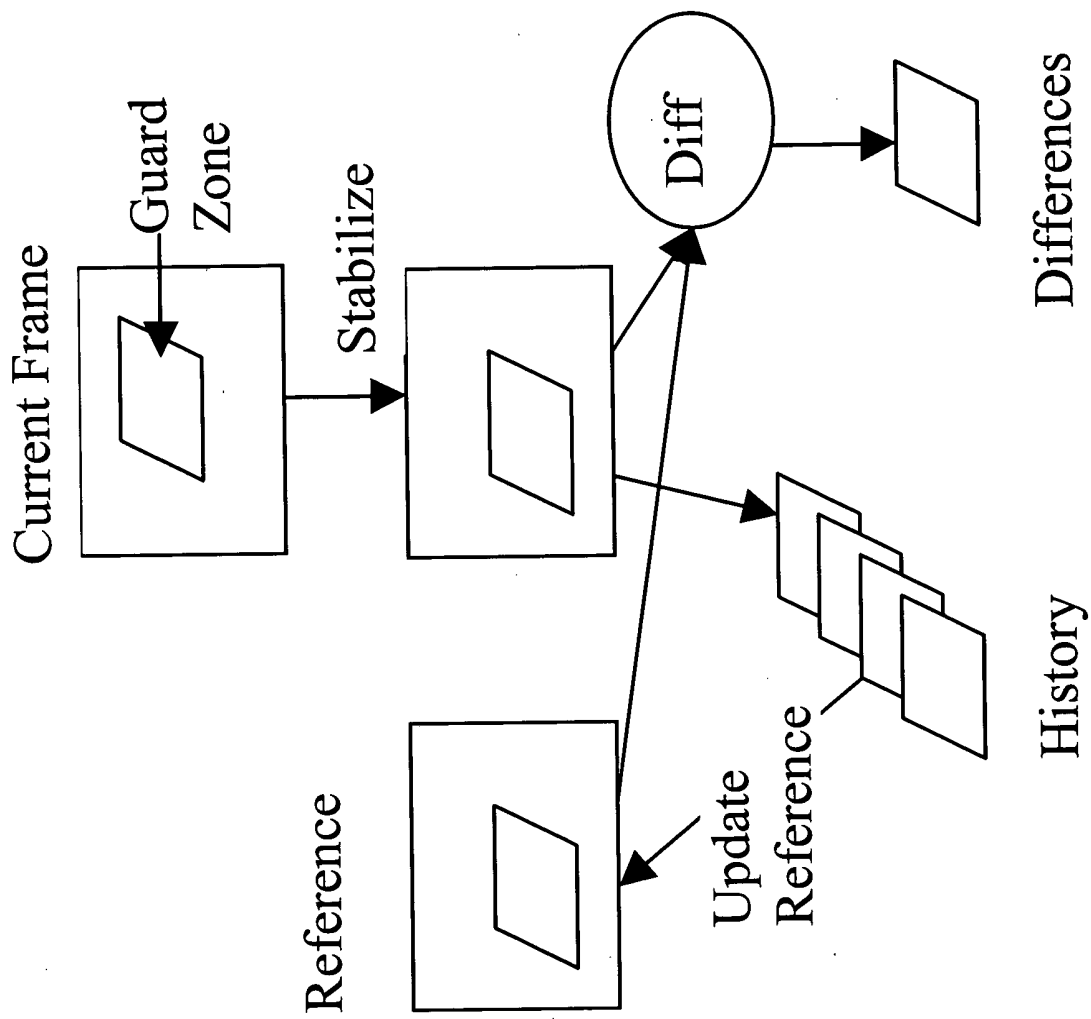 Current Frame
Guard
Zone
Stabilize
Reference
Diff
Update
Reference
History
Differences